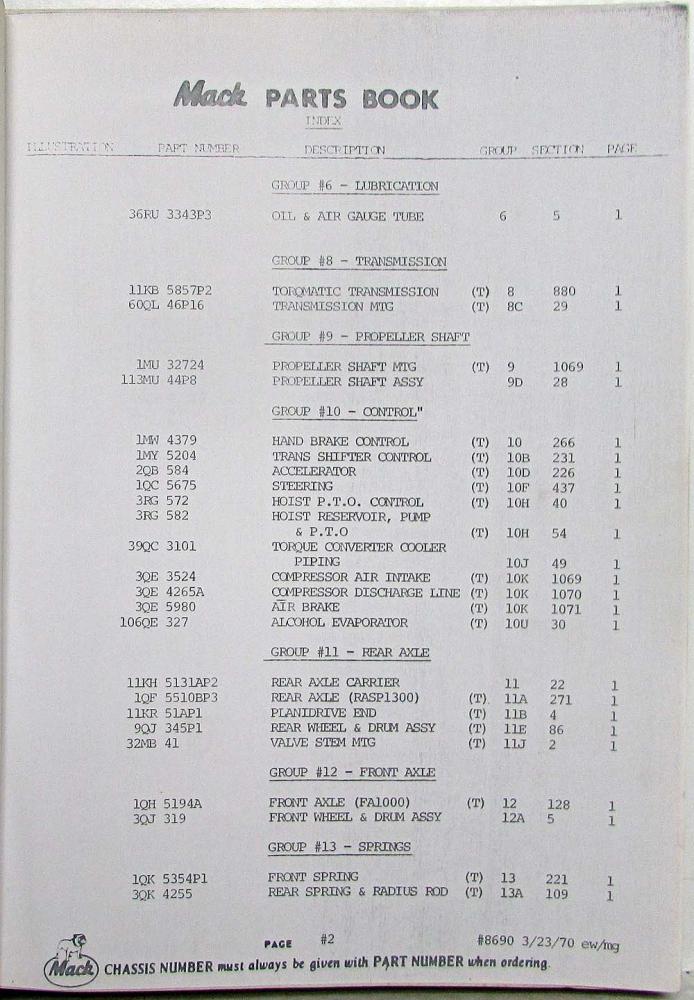 Mack PARTS BOOK
INDEX
ILLUSTRATION PART NUMBER DESCRIPTION GROUP SECTION PAGE
GROUP #6 - LUBRICATION
36RU 3343P3 OIL & AIR GAUGE TUBE 6 5 1
GROUP #8 - TRANSMISSION
11KB 5857P2 TORQMATIC TRANSMISSION (T) 8 880 1
60QL 46P16 TRANSMISSION MTG (T) 8C 29 1
GROUP #9 - PROPELLER SHAFT
1MU 32724 PROPELLER SHAFT MTG (T) 9 1069 1
113MU 44P8 PROPELLER SHAFT ASSY 9D 28 1
GROUP #10 - CONTROL"
1MW 4379 HAND BRAKE CONTROL (T) 10 266 1
1MY 5204 TRANS SHIFTER CONTROL (T) 10B 231 1
2QB 584 ACCELERATOR (T) 10D 226 1
1QC 5675 STEERING (T) 10F 437 1
3RG 572 HOIST P.T.O. CONTROL (T) 10H 40 1
3RG 582 HOIST RESERVOIR, PUMP
& P.T.O (T) 10H 54 1
39QC 3101 TORQUE CONVERTER COOLER
PIPING 10J 49 1
3QE 3524 COMPRESSOR AIR INTAKE (T) 10K 1069 1
3QE 4265A COMPRESSOR DISCHARGE LINE (T) 10K 1070 1
3QE 5980 AIR BRAKE (T) 10K 1071 1
106QE 327 ALCOHOL EVAPORATOR (T) 10U 30 1
GROUP #11 - REAR AXLE
11KH 5131AP2 REAR AXLE CARRIER 11 22 1
1QF 5510BP3 REAR AXLE (RASP1300) (T) 11A 271 1
11KR 51AP1 PLANIDRIVE END (T) 11B 4 1
9QJ 345P1 REAR WHEEL & DRUM ASSY (T) 11E 86 1
32MB 41 VALVE STEM MTG (T) 11J 2 1
GROUP #12 - FRONT AXLE
1QH 5194A FRONT AXLE (FA1000) (T) 12 128 1
3QJ 319 FRONT WHEEL & DRUM ASSY 12A 5 1
GROUP #13 - SPRINGS
1QK 5354P1 FRONT SPRING (T) 13 221 1
3QK 4255 REAR SPRING & RADIUS ROD (T) 13A 109 1
PAGE #2 #8690 3/23/70 ew/mg
Mack CHASSIS NUMBER must always be given with PART NUMBER when ordering.